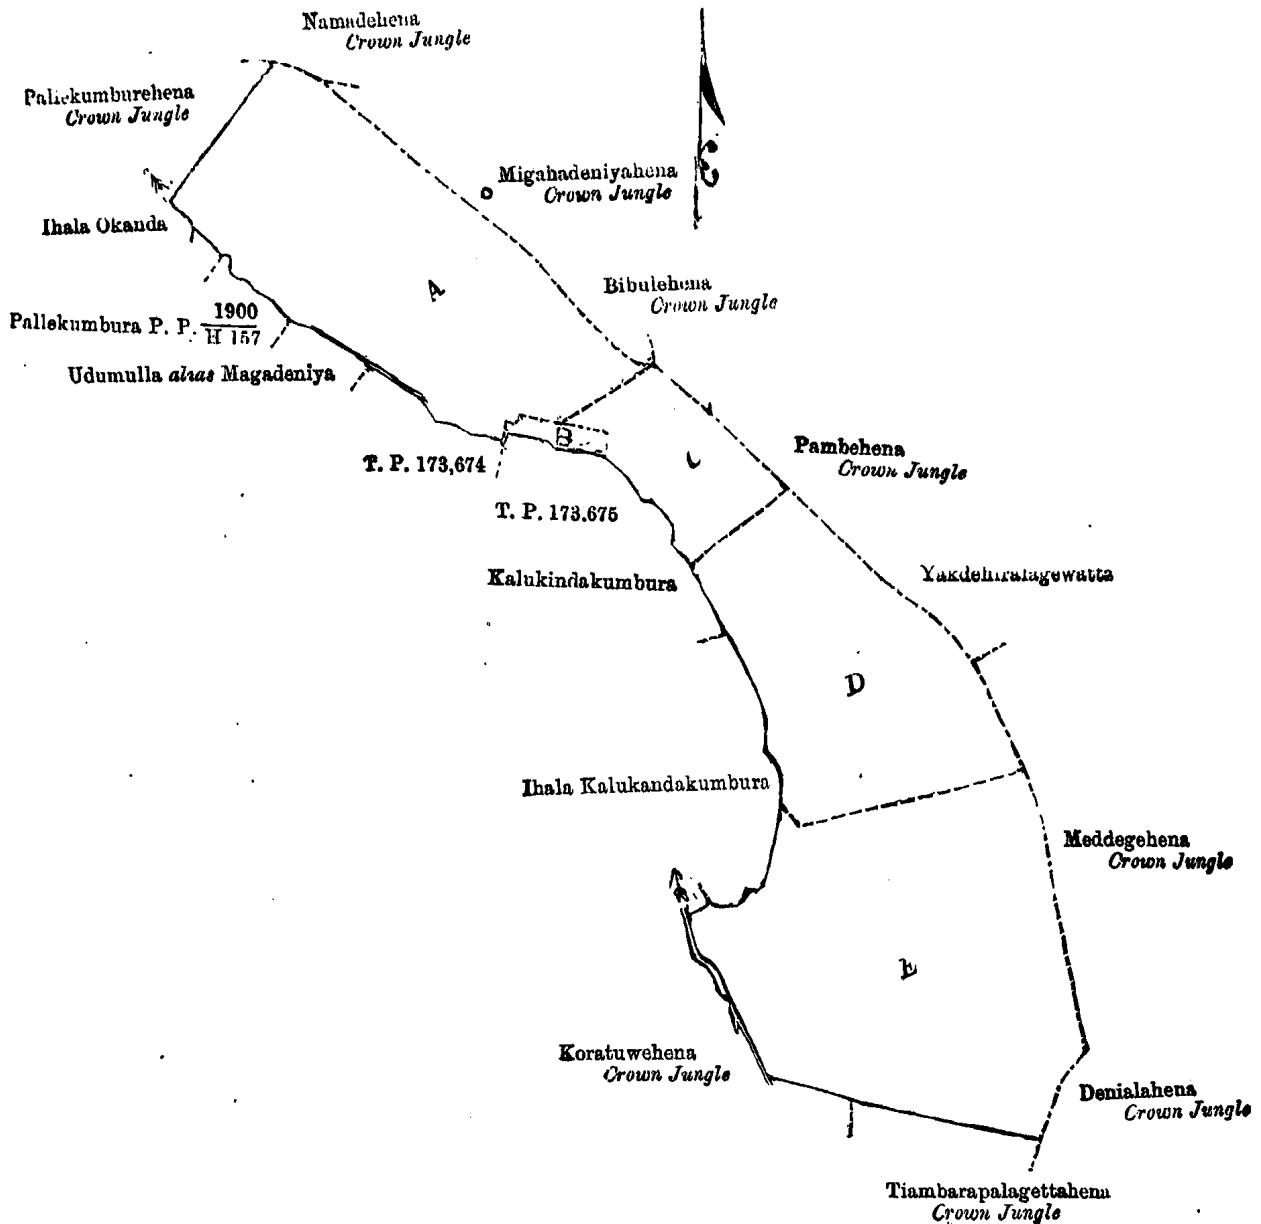 Namadehena
Crown Jungle
Pallekumburehena
Crown Jungle
Migahadeniyahena
Crown Jungle
Ihala Okanda
A
Bibulehena
Crown Jungle
Pallekumbura P. P. 1900
H 157
Udumulla alias Magadeniya
B
T. P. 173,674
C
Pambehena
Crown Jungle
T. P. 173.675
Kalukindakumbura
Yakdehiralagewatta
D
Ihala Kalukandakumbura
Meddegehena
Crown Jungle
E
Koratuwehena
Crown Jungle
Denialahena
Crown Jungle
Tiambarapalagettahena
Crown Jungle